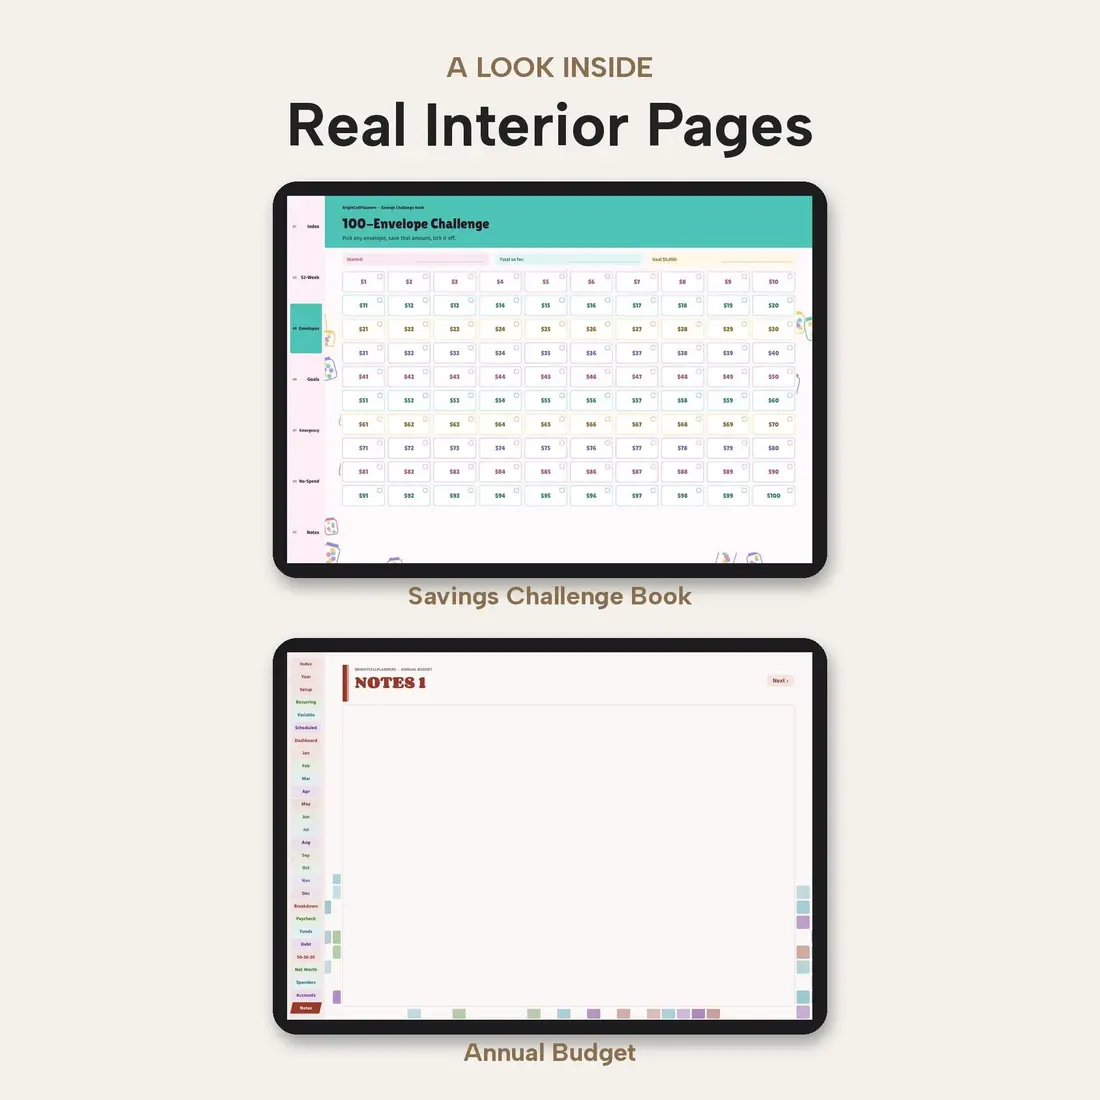 A LOOK INSIDE
Real Interior Pages
BrightCellPlanners · Savings Challenge Book
100-Envelope Challenge
Pick any envelope, save that amount, tick it off.
Started:
Total so far:
Goal $5,050:
Index
52-Week
Envelopes
Goals
Emergency
No-Spend
Notes
$1 $2 $3 $4 $5 $6 $7 $8 $9 $10
$11 $12 $13 $14 $15 $16 $17 $18 $19 $20
$21 $22 $23 $24 $25 $26 $27 $28 $29 $30
$31 $32 $33 $34 $35 $36 $37 $38 $39 $40
$41 $42 $43 $44 $45 $46 $47 $48 $49 $50
$51 $52 $53 $54 $55 $56 $57 $58 $59 $60
$61 $62 $63 $64 $65 $66 $67 $68 $69 $70
$71 $72 $73 $74 $75 $76 $77 $78 $79 $80
$81 $82 $83 $84 $85 $86 $87 $88 $89 $90
$91 $92 $93 $94 $95 $96 $97 $98 $99 $100
Savings Challenge Book
BRIGHTCELLPLANNERS · ANNUAL BUDGET
NOTES 1
Next ›
Index
Year
Setup
Recurring
Variable
Scheduled
Dashboard
Jan
Feb
Mar
Apr
May
Jun
Jul
Aug
Sep
Oct
Nov
Dec
Breakdown
Paycheck
Funds
Debt
50-30-20
Net Worth
Spenders
Accounts
Notes
Annual Budget